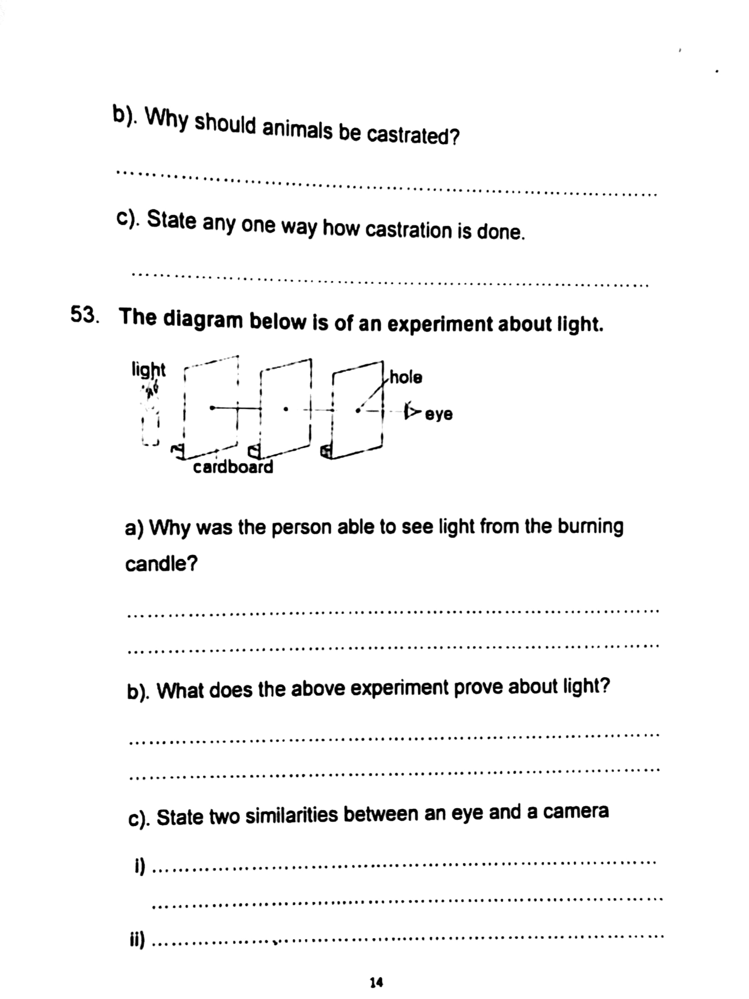 b). Why should animals be castrated?
................................................................................
c). State any one way how castration is done.
................................................................................
53. The diagram below is of an experiment about light.
light
hole
eye
cardboard
a) Why was the person able to see light from the burning
candle?
................................................................................
................................................................................
b). What does the above experiment prove about light?
................................................................................
................................................................................
c). State two similarities between an eye and a camera
i) ................................................................................
................................................................................
ii) ................................................................................
14